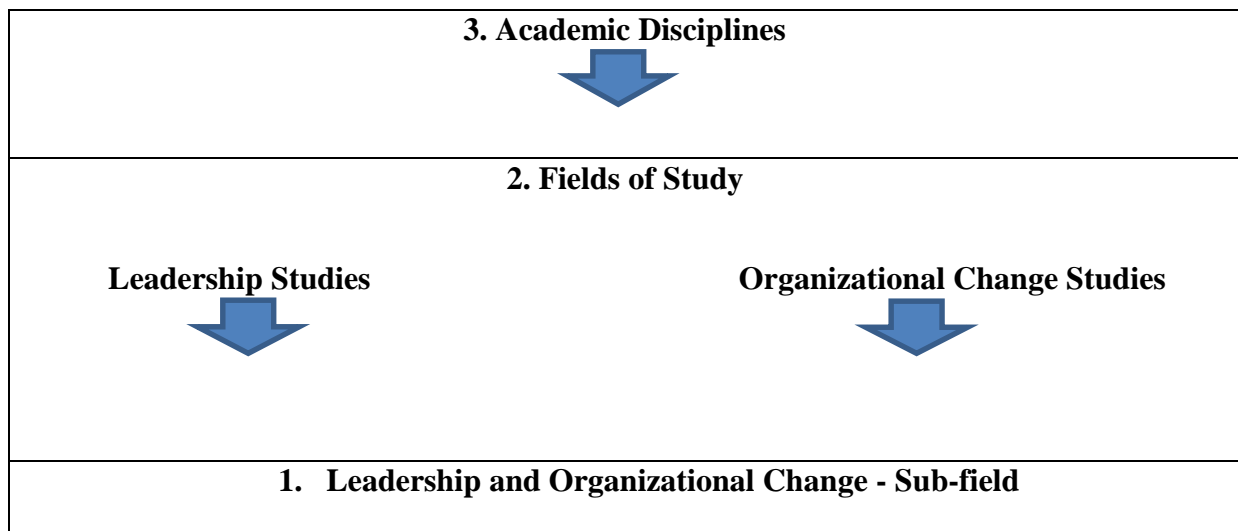 3. Academic Disciplines
2. Fields of Study
Leadership Studies
Organizational Change Studies
1. Leadership and Organizational Change - Sub-field